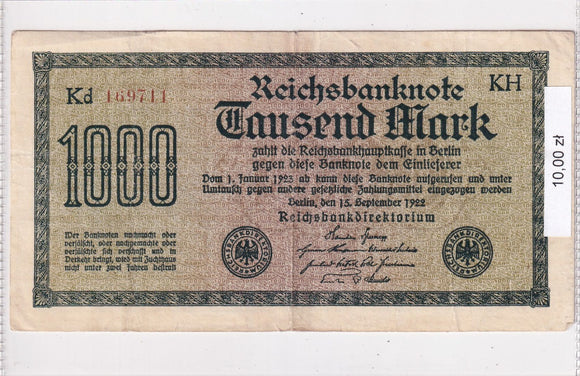 Reichsbanknote
KH
Kd 169711
Tausend Mark
1000
zahlt die Reichsbankhauptkasse in Berlin
gegen diese Banknote dem Einlieferer
Vom 1. Januar 1923 ab kann diese Banknote aufgerufen und unter
Umtausch gegen andere gesetzliche Zahlungsmittel eingezogen werden
Berlin, den 15. September 1922
Reichsbankdirektorium
Wer Banknoten nachmacht oder
verfälscht, oder nachgemachte oder
verfälschte sich verschafft und in
Verkehr bringt, wird mit Zuchthaus
nicht unter zwei Jahren bestraft
REICHSBANKDIREKTORIUM
REICHSBANKDIREKTORIUM
10,00 zł